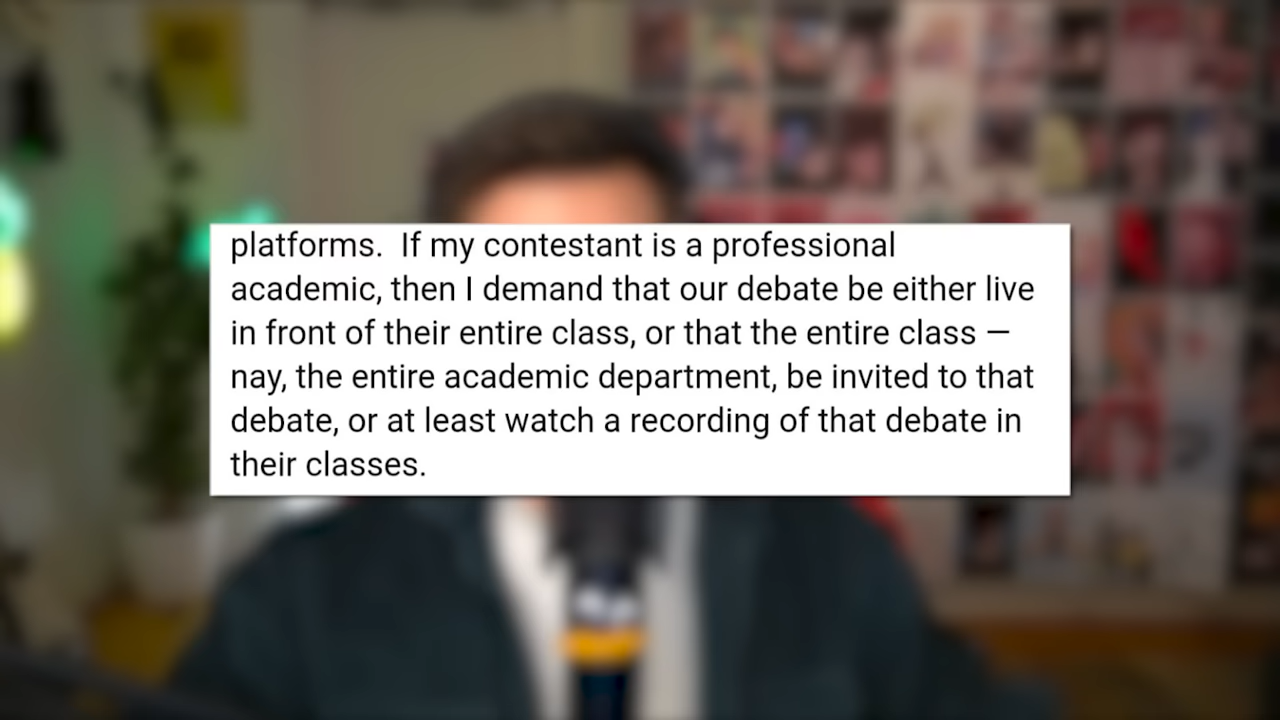 platforms.  If my contestant is a professional
academic, then I demand that our debate be either live
in front of their entire class, or that the entire class —
nay, the entire academic department, be invited to that
debate, or at least watch a recording of that debate in
their classes.